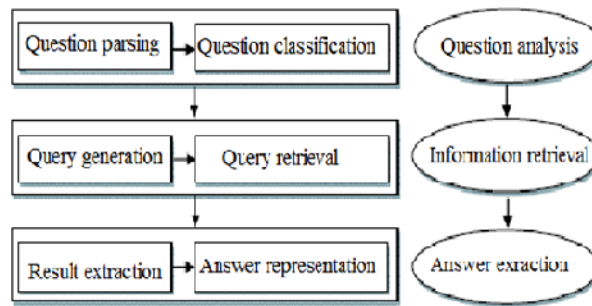 Question parsing
Question classification
Question analysis
Query generation
Query retrieval
Information retrieval
Result extraction
Answer representation
Answer exraction